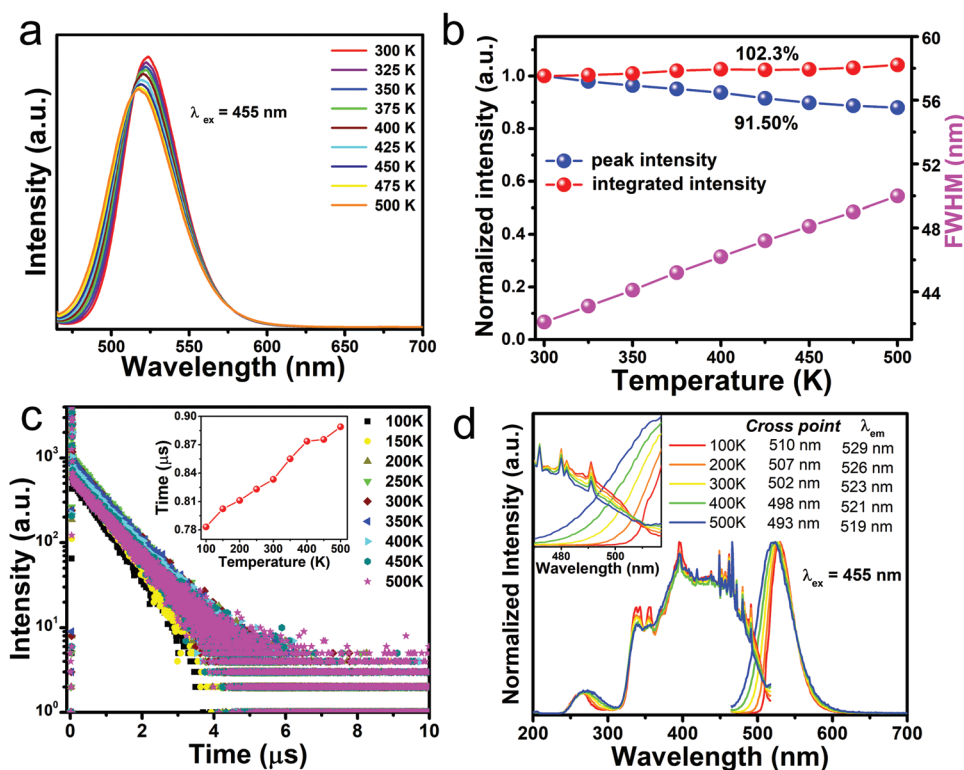 a
Intensity (a.u.)
λ ex = 455 nm
300 K
325 K
350 K
375 K
400 K
425 K
450 K
475 K
500 K
500 550 600 650 700
Wavelength (nm)
b
Normalized intensity (a.u.)
1.0
0.8
0.6
0.4
0.2
0.0
102.3%
91.50%
peak intensity
integrated intensity
60
56
52
48
44
FWHM (nm)
300 350 400 450 500
Temperature (K)
c
Intensity (a.u.)
10³
10²
10¹
10⁰
Time (μs)
0.90
0.87
0.84
0.81
0.78
100 200 300 400 500
Temperature (K)
100K
150K
200K
250K
300K
350K
400K
450K
500K
0 2 4 6 8 10
Time (μs)
d
Normalized Intensity (a.u.)
480 500
Wavelength (nm)
Cross point λem
100K 510 nm 529 nm
200K 507 nm 526 nm
300K 502 nm 523 nm
400K 498 nm 521 nm
500K 493 nm 519 nm
λex = 455 nm
200 300 400 500 600 700
Wavelength (nm)